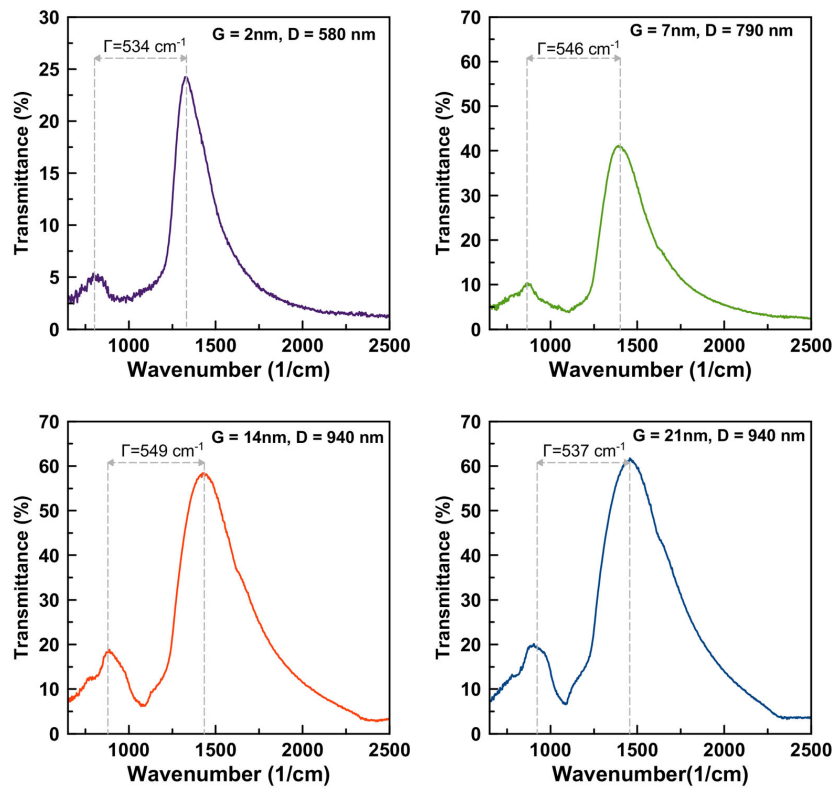 G = 2nm, D = 580 nm
Γ=534 cm⁻¹
30
25
20
15
10
5
0
Transmittance (%)
1000 1500 2000 2500
Wavenumber (1/cm)
G = 7nm, D = 790 nm
Γ=546 cm⁻¹
70
60
50
40
30
20
10
0
Transmittance (%)
1000 1500 2000 2500
Wavenumber (1/cm)
G = 14nm, D = 940 nm
Γ=549 cm⁻¹
70
60
50
40
30
20
10
0
Transmittance (%)
1000 1500 2000 2500
Wavenumber (1/cm)
G = 21nm, D = 940 nm
Γ=537 cm⁻¹
70
60
50
40
30
20
10
0
Transmittance (%)
1000 1500 2000 2500
Wavenumber(1/cm)